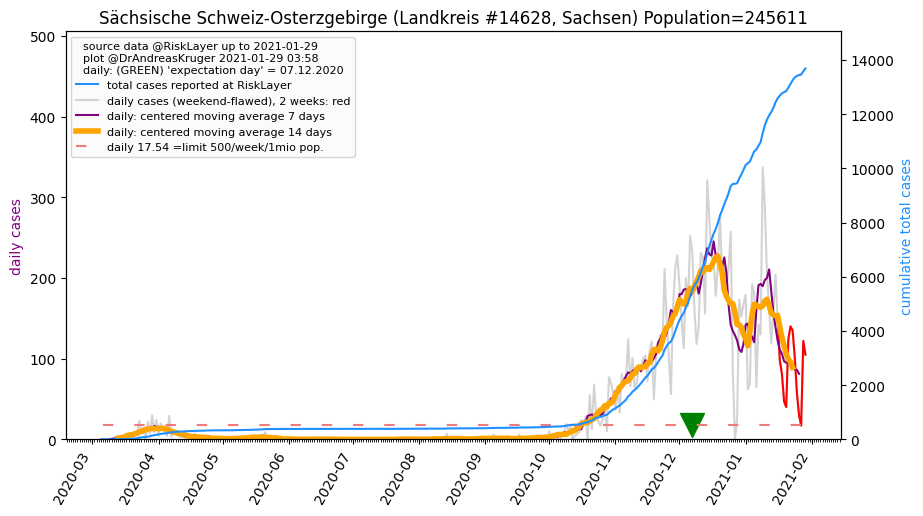 Sächsische Schweiz-Osterzgebirge (Landkreis #14628, Sachsen) Population=245611
source data @RiskLayer up to 2021-01-29
plot @DrAndreasKruger 2021-01-29 03:58
daily: (GREEN) 'expectation day' = 07.12.2020
total cases reported at RiskLayer
daily cases (weekend-flawed), 2 weeks: red
daily: centered moving average 7 days
daily: centered moving average 14 days
daily 17.54 =limit 500/week/1mio pop.
daily cases
500
400
300
200
100
0
cumulative total cases
14000
12000
10000
8000
6000
4000
2000
0
2020-03
2020-04
2020-05
2020-06
2020-07
2020-08
2020-09
2020-10
2020-11
2020-12
2021-01
2021-02